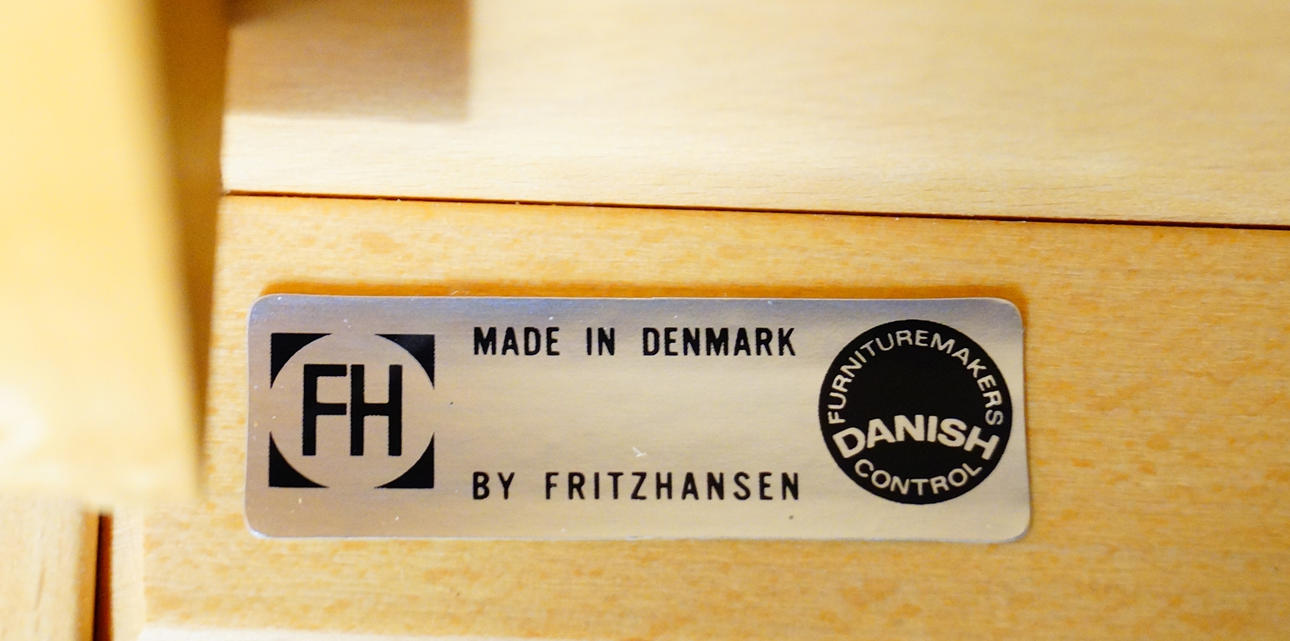 FH
MADE IN DENMARK
BY FRITZHANSEN
FURNITUREMAKERS
DANISH
CONTROL